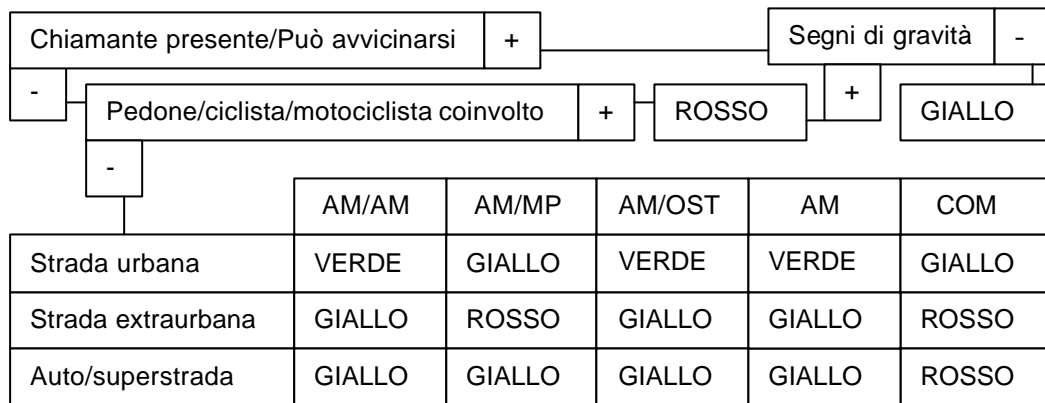 Chiamante presente/Può avvicinarsi + Segni di gravità -
- + 
Pedone/ciclista/motociclista coinvolto + ROSSO GIALLO
-
AM/AM AM/MP AM/OST AM COM
Strada urbana VERDE GIALLO VERDE VERDE GIALLO
Strada extraurbana GIALLO ROSSO GIALLO GIALLO ROSSO
Auto/superstrada GIALLO GIALLO GIALLO GIALLO ROSSO